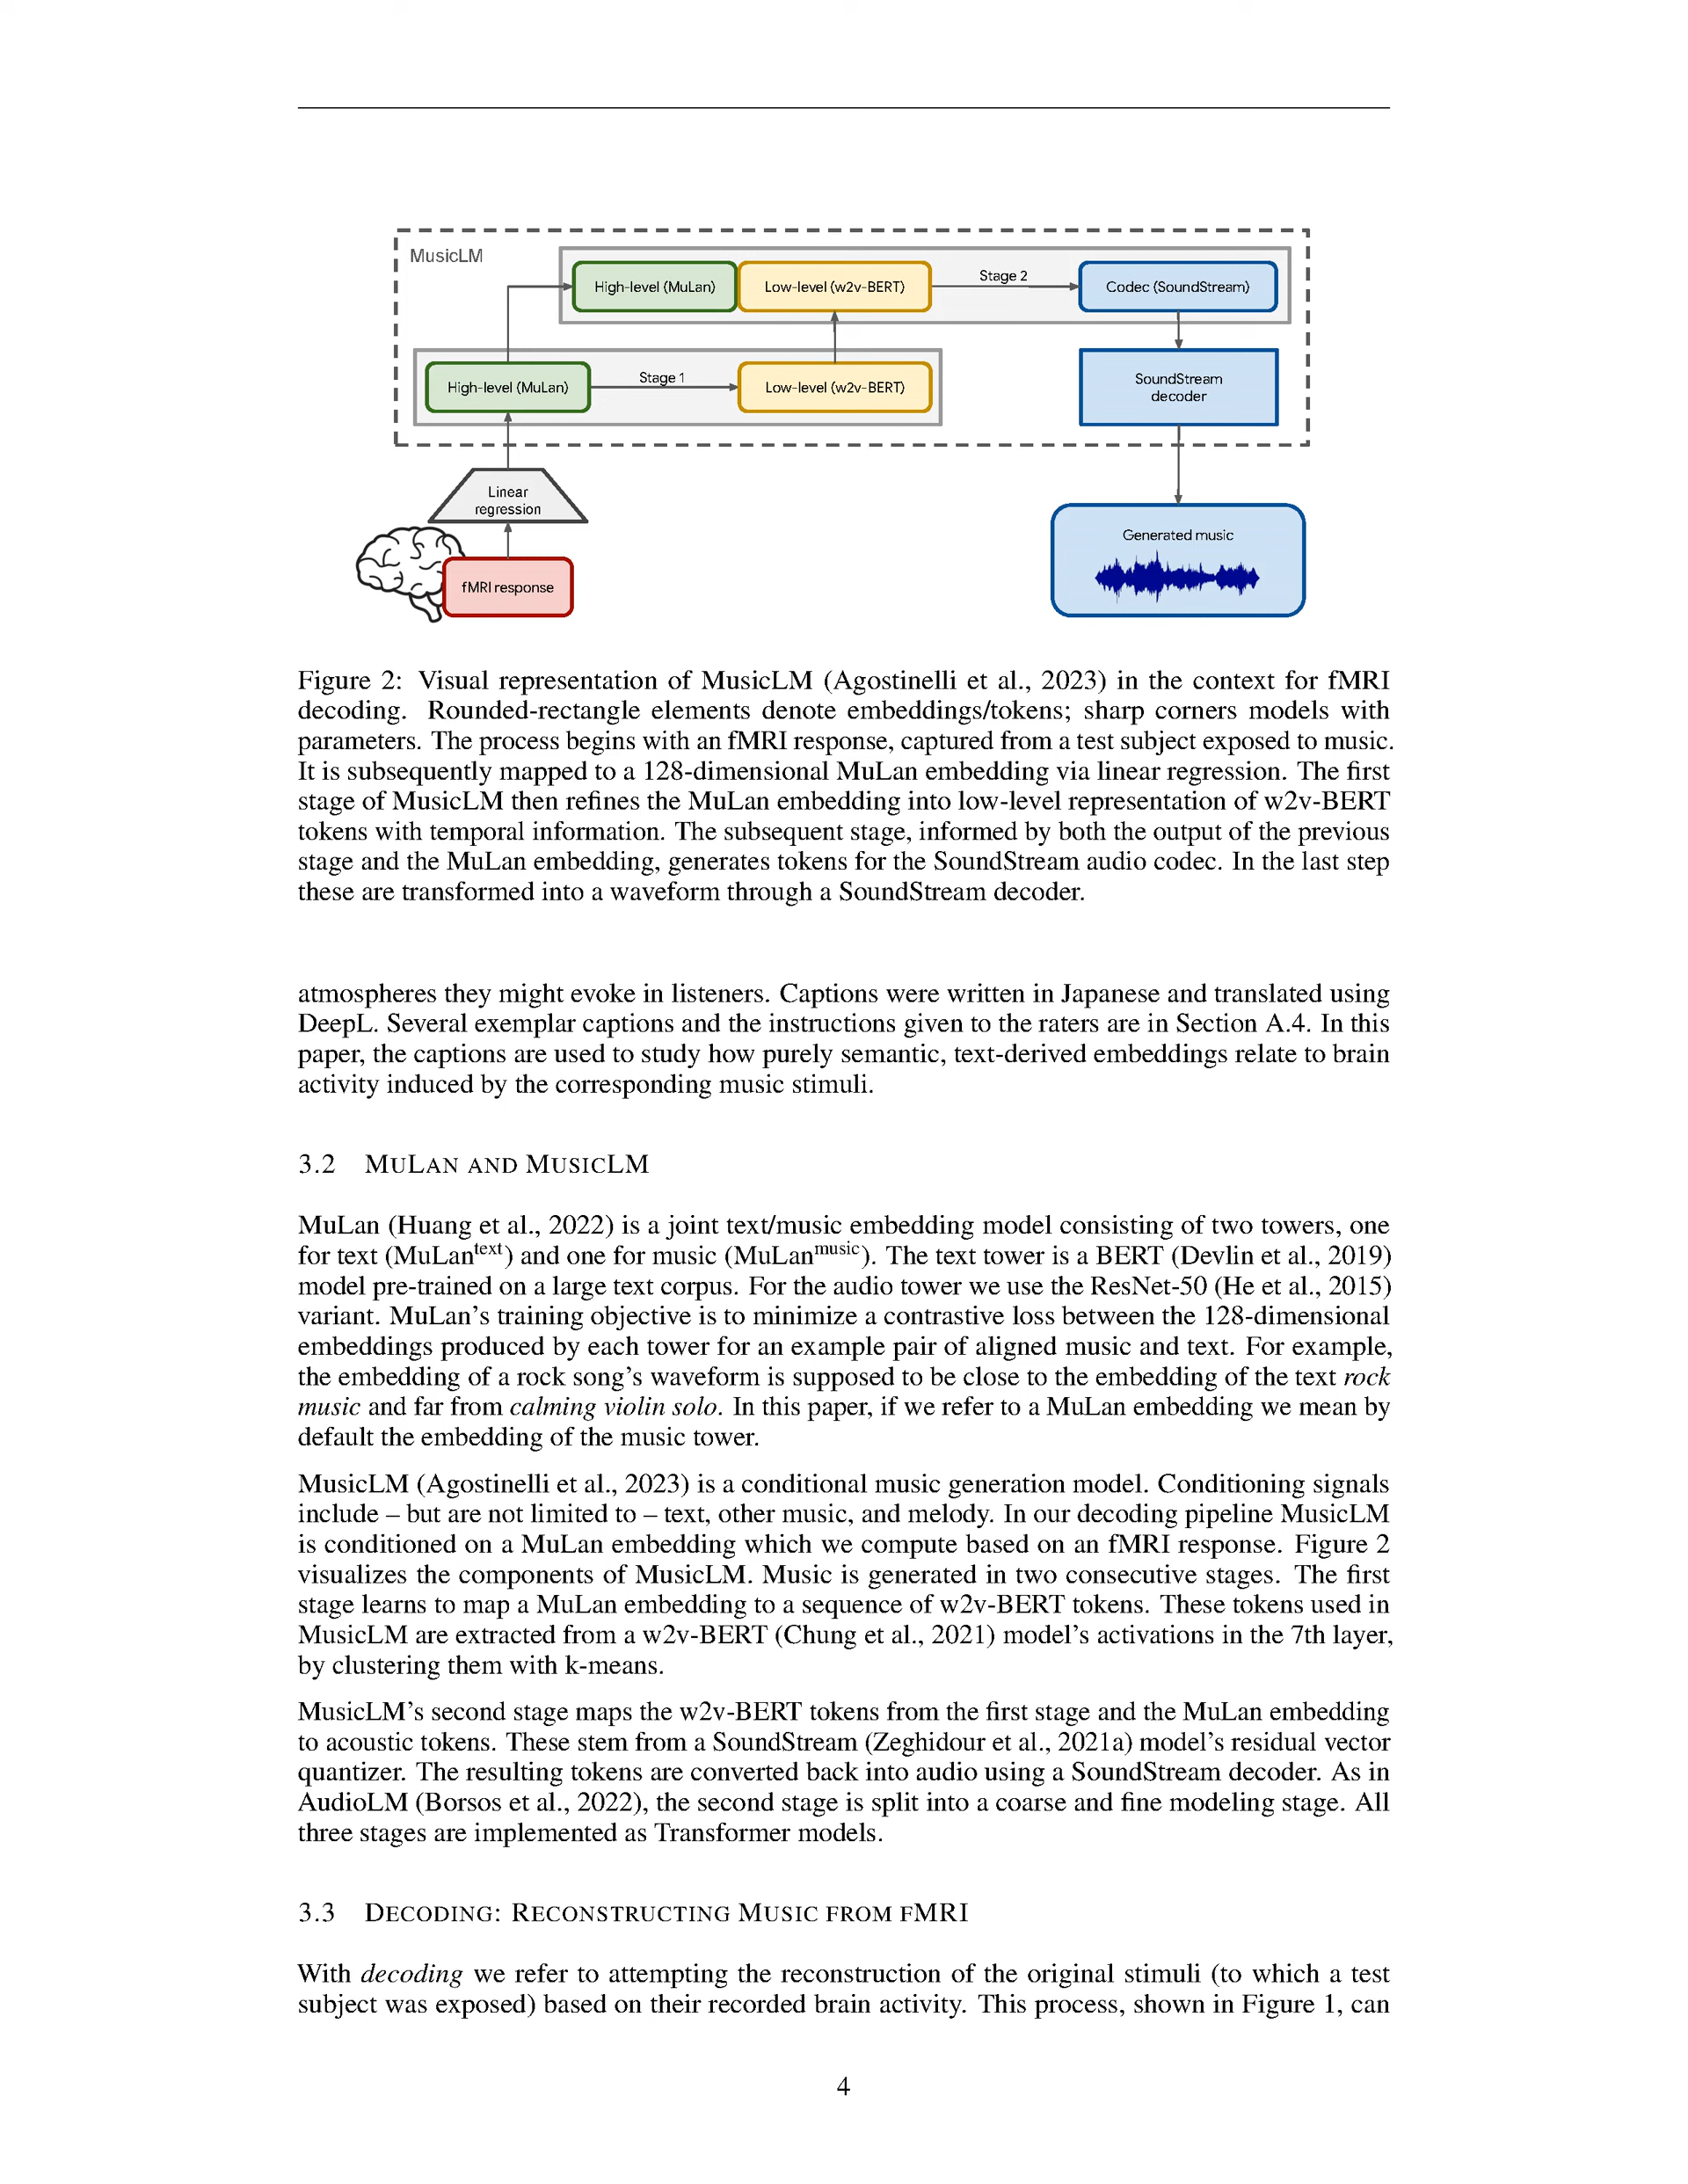 MusicLM
High-level (MuLan)
Low-level (w2v-BERT)
Stage 2
Codec (SoundStream)
High-level (MuLan)
Stage 1
Low-level (w2v-BERT)
SoundStream
decoder
Linear
regression
fMRI response
Generated music
Figure 2: Visual representation of MusicLM (Agostinelli et al., 2023) in the context for fMRI
decoding. Rounded-rectangle elements denote embeddings/tokens; sharp corners models with
parameters. The process begins with an fMRI response, captured from a test subject exposed to music.
It is subsequently mapped to a 128-dimensional MuLan embedding via linear regression. The first
stage of MusicLM then refines the MuLan embedding into low-level representation of w2v-BERT
tokens with temporal information. The subsequent stage, informed by both the output of the previous
stage and the MuLan embedding, generates tokens for the SoundStream audio codec. In the last step
these are transformed into a waveform through a SoundStream decoder.
atmospheres they might evoke in listeners. Captions were written in Japanese and translated using
DeepL. Several exemplar captions and the instructions given to the raters are in Section A.4. In this
paper, the captions are used to study how purely semantic, text-derived embeddings relate to brain
activity induced by the corresponding music stimuli.
3.2 MULAN AND MUSICLM
MuLan (Huang et al., 2022) is a joint text/music embedding model consisting of two towers, one
for text (MuLan^text) and one for music (MuLan^music). The text tower is a BERT (Devlin et al., 2019)
model pre-trained on a large text corpus. For the audio tower we use the ResNet-50 (He et al., 2015)
variant. MuLan's training objective is to minimize a contrastive loss between the 128-dimensional
embeddings produced by each tower for an example pair of aligned music and text. For example,
the embedding of a rock song's waveform is supposed to be close to the embedding of the text rock
music and far from calming violin solo. In this paper, if we refer to a MuLan embedding we mean by
default the embedding of the music tower.
MusicLM (Agostinelli et al., 2023) is a conditional music generation model. Conditioning signals
include – but are not limited to – text, other music, and melody. In our decoding pipeline MusicLM
is conditioned on a MuLan embedding which we compute based on an fMRI response. Figure 2
visualizes the components of MusicLM. Music is generated in two consecutive stages. The first
stage learns to map a MuLan embedding to a sequence of w2v-BERT tokens. These tokens used in
MusicLM are extracted from a w2v-BERT (Chung et al., 2021) model's activations in the 7th layer,
by clustering them with k-means.
MusicLM's second stage maps the w2v-BERT tokens from the first stage and the MuLan embedding
to acoustic tokens. These stem from a SoundStream (Zeghidour et al., 2021a) model's residual vector
quantizer. The resulting tokens are converted back into audio using a SoundStream decoder. As in
AudioLM (Borsos et al., 2022), the second stage is split into a coarse and fine modeling stage. All
three stages are implemented as Transformer models.
3.3 DECODING: RECONSTRUCTING MUSIC FROM FMRI
With decoding we refer to attempting the reconstruction of the original stimuli (to which a test
subject was exposed) based on their recorded brain activity. This process, shown in Figure 1, can
4